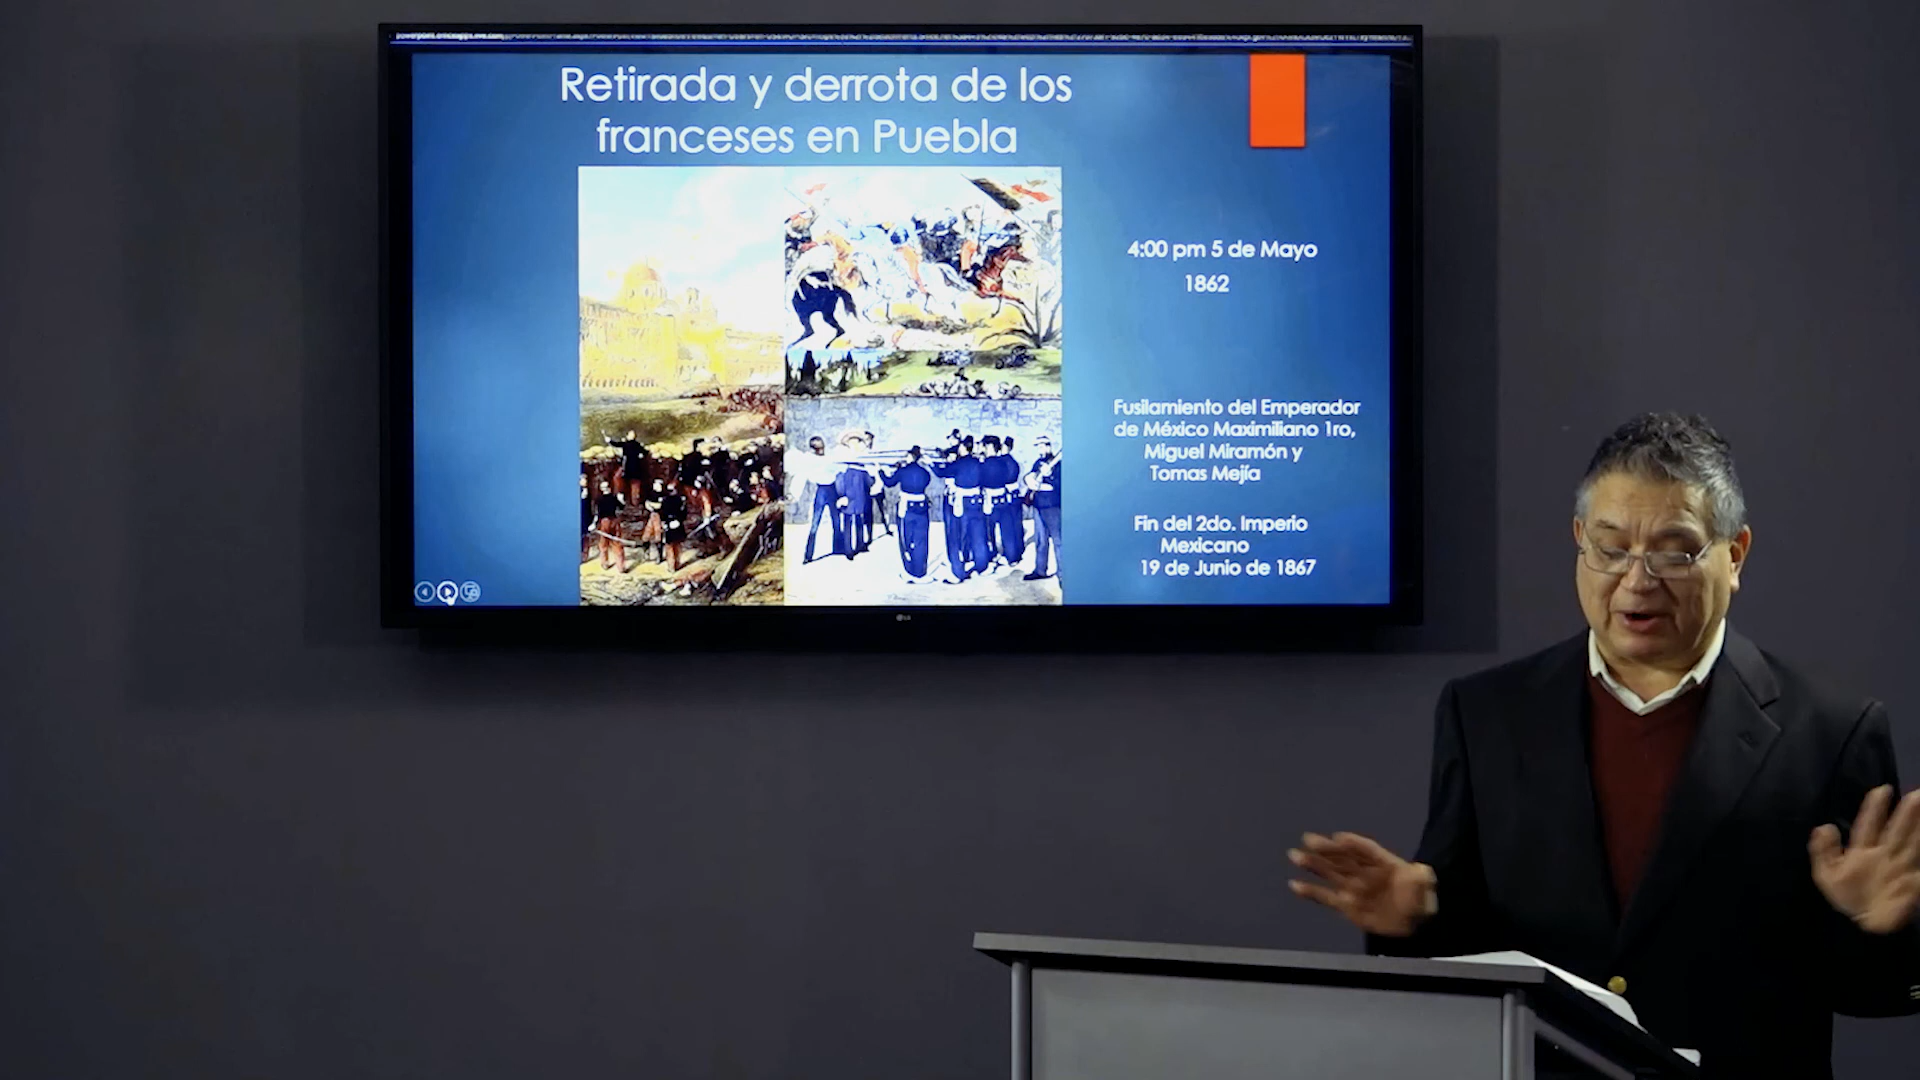 Retirada y derrota de los
franceses en Puebla
4:00 pm 5 de Mayo
1862
Fusilamiento del Emperador
de México Maximiliano 1ro,
Miguel Miramón y
Tomas Mejía
Fin del 2do. Imperio
Mexicano
19 de Junio de 1867
LG